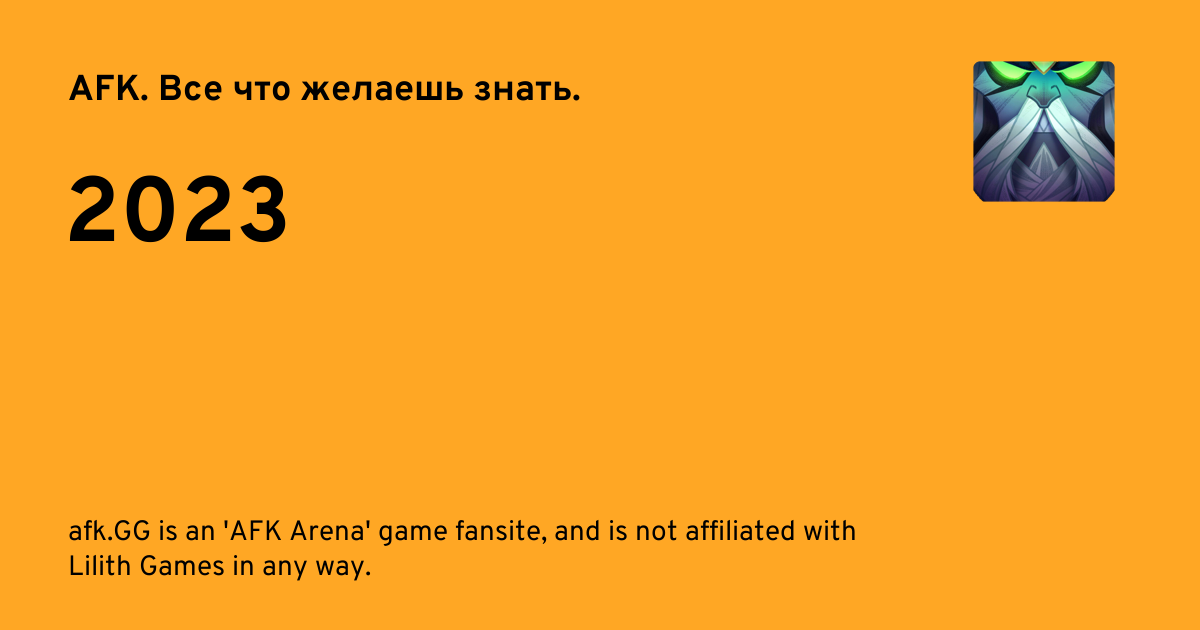 AFK. Все что желаешь знать.
2023
afk.GG is an 'AFK Arena' game fansite, and is not affiliated with
Lilith Games in any way.